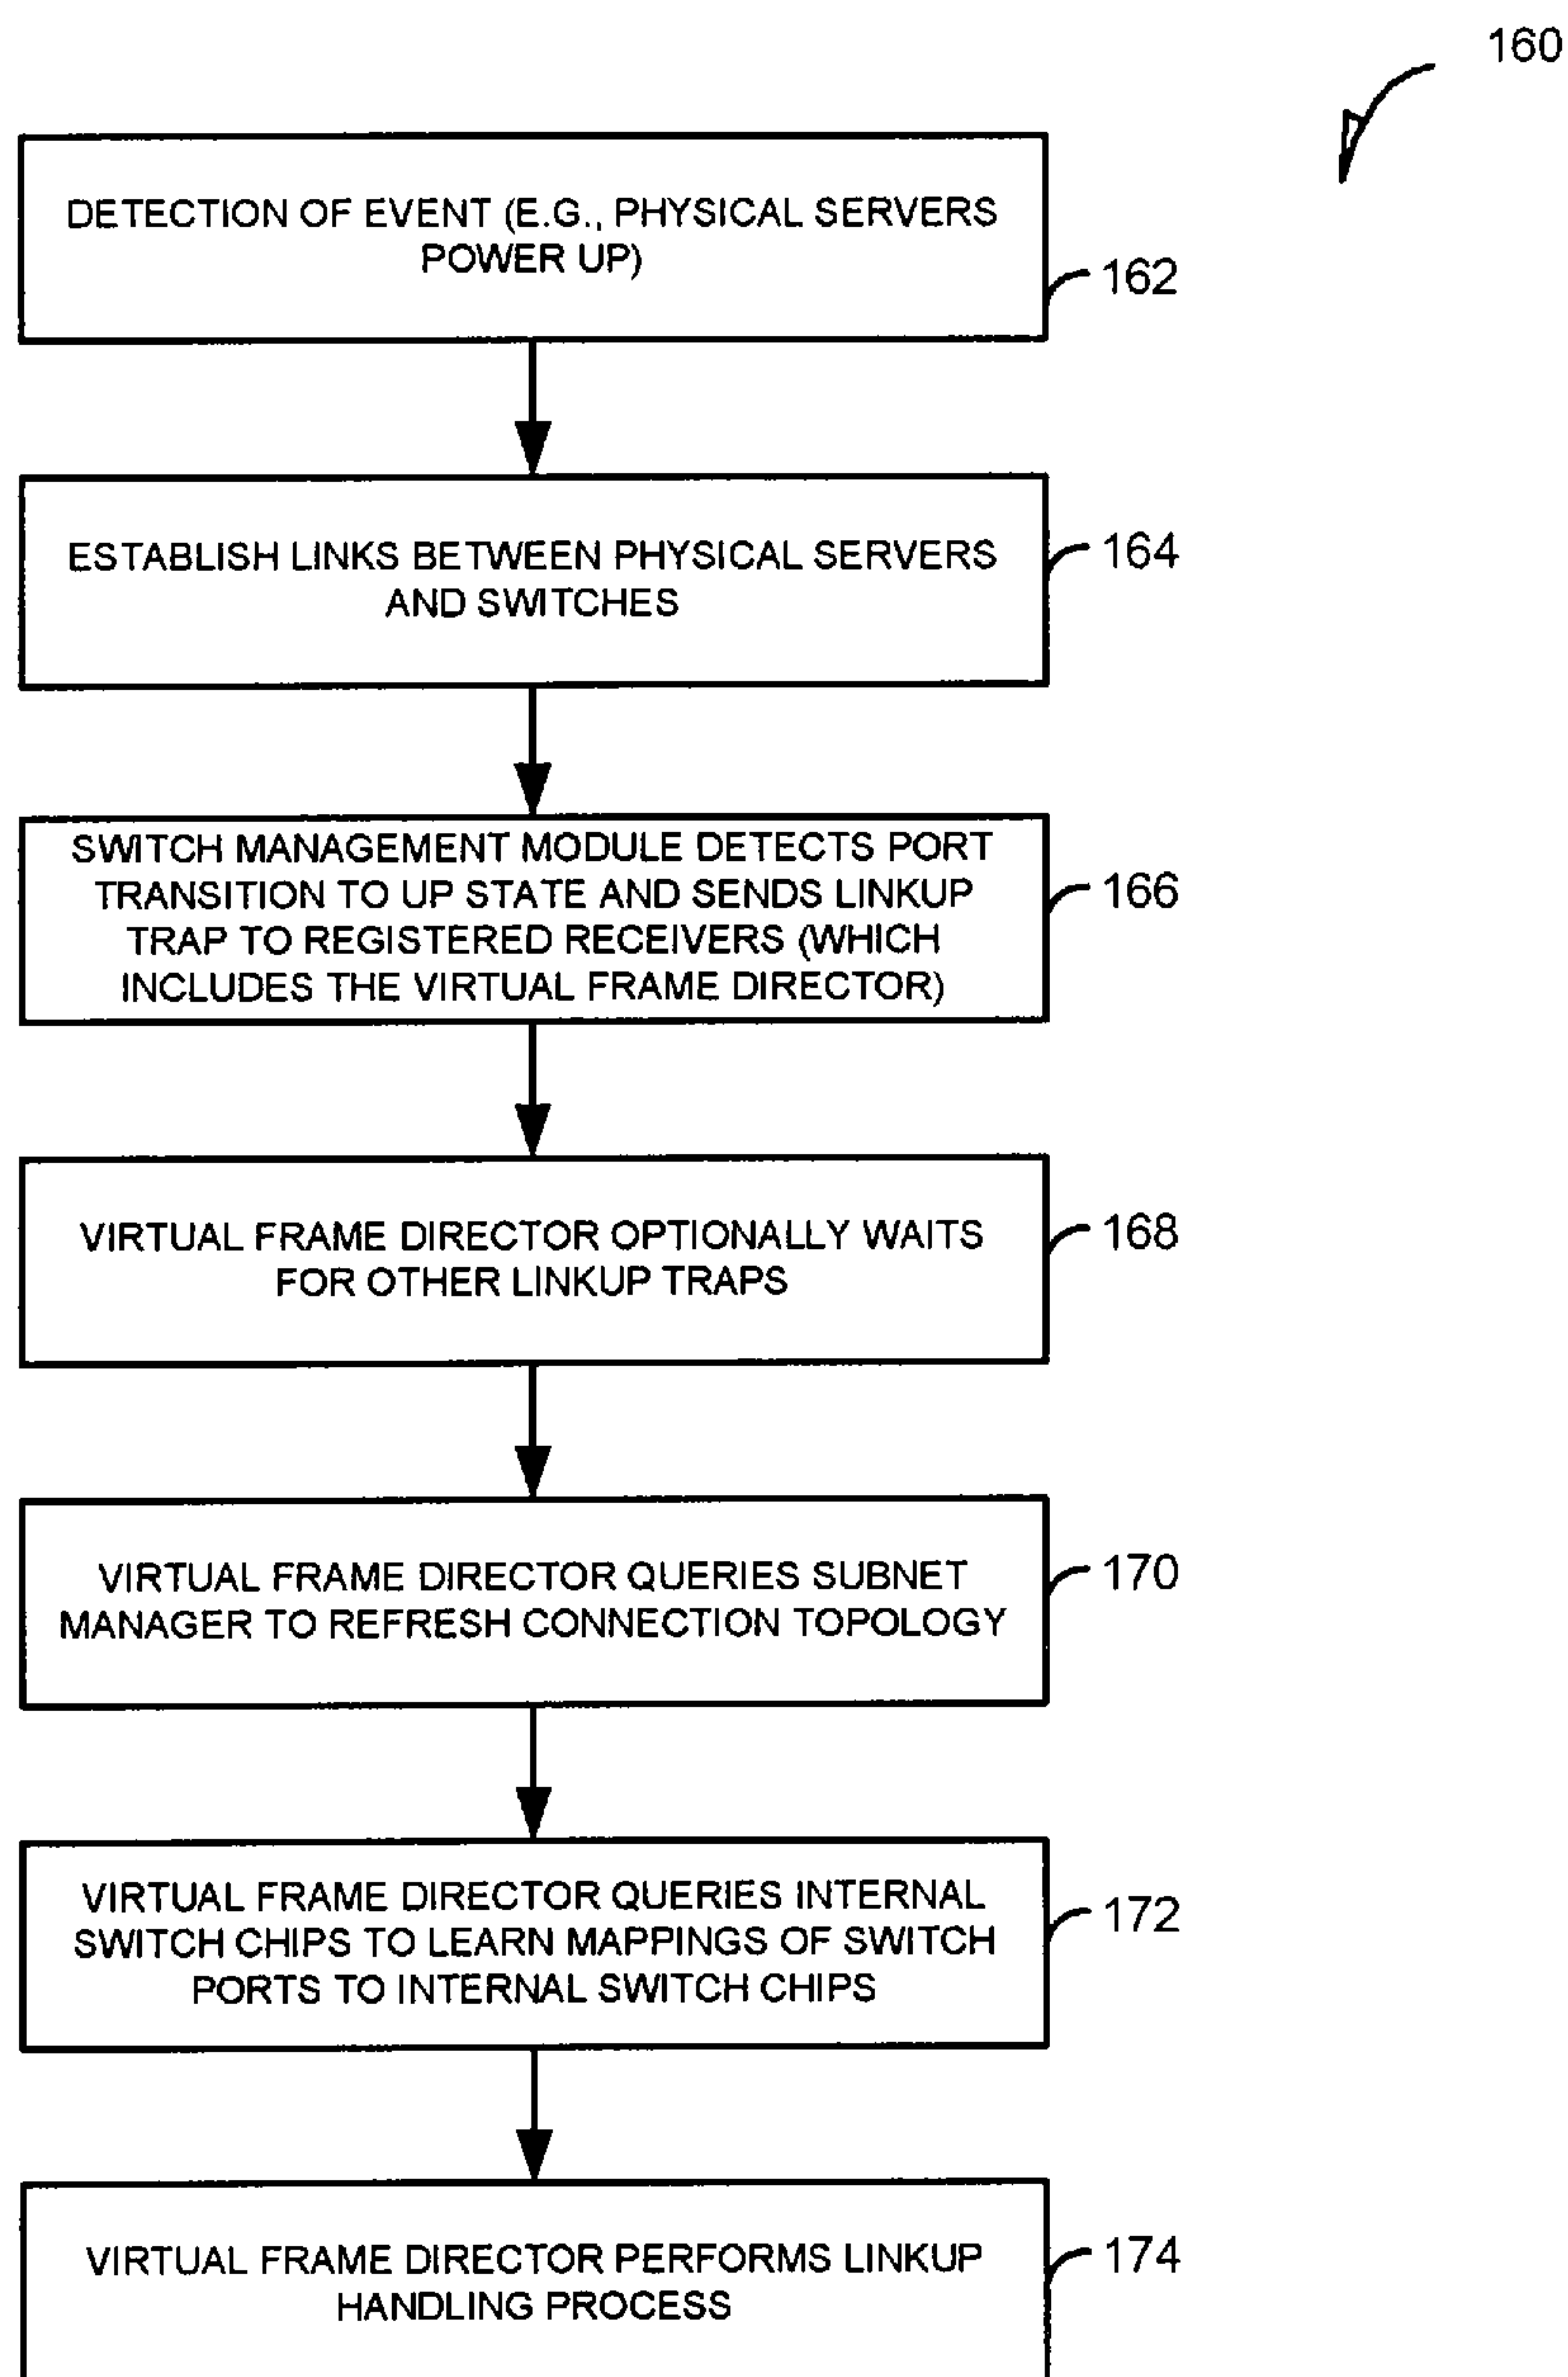 160
DETECTION OF EVENT (E.G., PHYSICAL SERVERS
POWER UP)
162
ESTABLISH LINKS BETWEEN PHYSICAL SERVERS
AND SWITCHES
164
SWITCH MANAGEMENT MODULE DETECTS PORT
TRANSITION TO UP STATE AND SENDS LINKUP
TRAP TO REGISTERED RECEIVERS (WHICH
INCLUDES THE VIRTUAL FRAME DIRECTOR)
166
VIRTUAL FRAME DIRECTOR OPTIONALLY WAITS
FOR OTHER LINKUP TRAPS
168
VIRTUAL FRAME DIRECTOR QUERIES SUBNET
MANAGER TO REFRESH CONNECTION TOPOLOGY
170
VIRTUAL FRAME DIRECTOR QUERIES INTERNAL
SWITCH CHIPS TO LEARN MAPPINGS OF SWITCH
PORTS TO INTERNAL SWITCH CHIPS
172
VIRTUAL FRAME DIRECTOR PERFORMS LINKUP
HANDLING PROCESS
174